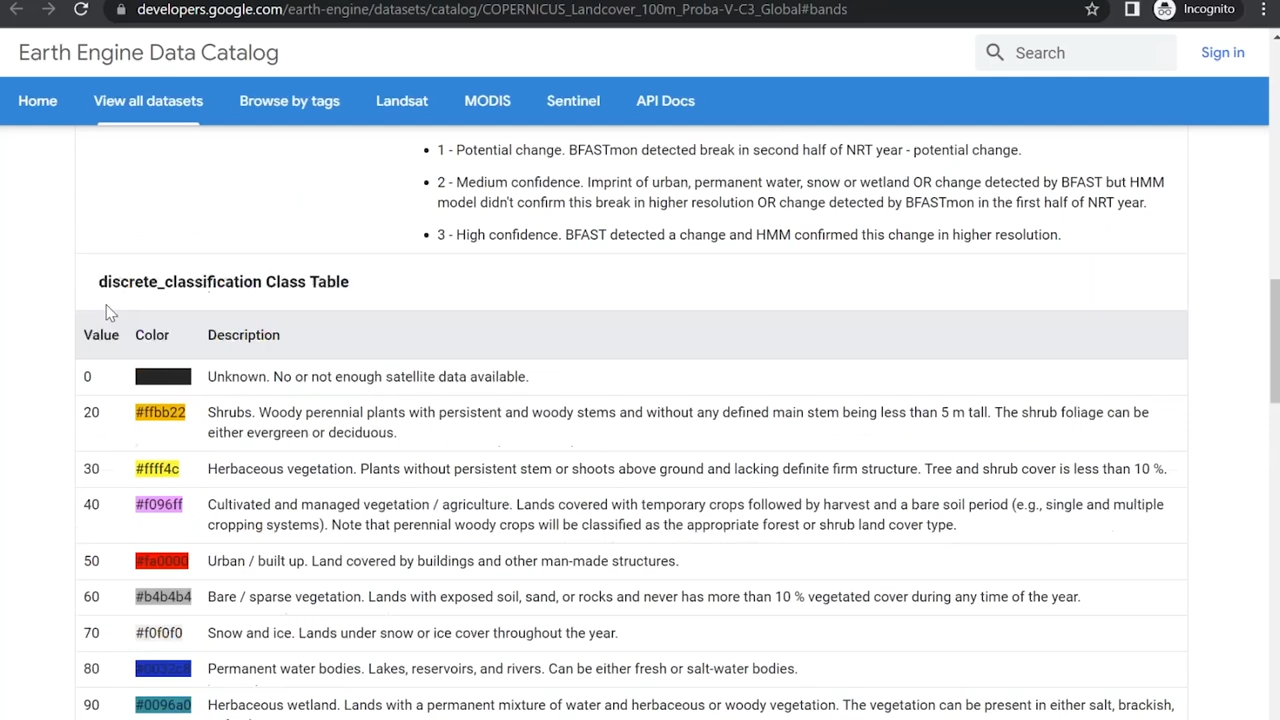 developers.google.com/earth-engine/datasets/catalog/COPERNICUS_Landcover_100m_Proba-V-C3_Global#bands
Incognito
Earth Engine Data Catalog
Search
Sign in
Home View all datasets Browse by tags Landsat MODIS Sentinel API Docs
1 - Potential change. BFASTmon detected break in second half of NRT year - potential change.
2 - Medium confidence. Imprint of urban, permanent water, snow or wetland OR change detected by BFAST but HMM
model didn't confirm this break in higher resolution OR change detected by BFASTmon in the first half of NRT year.
3 - High confidence. BFAST detected a change and HMM confirmed this change in higher resolution.
discrete_classification Class Table
Value Color Description
0 Unknown. No or not enough satellite data available.
20 #ffbb22 Shrubs. Woody perennial plants with persistent and woody stems and without any defined main stem being less than 5 m tall. The shrub foliage can be
either evergreen or deciduous.
30 #ffff4c Herbaceous vegetation. Plants without persistent stem or shoots above ground and lacking definite firm structure. Tree and shrub cover is less than 10 %.
40 #f096ff Cultivated and managed vegetation / agriculture. Lands covered with temporary crops followed by harvest and a bare soil period (e.g., single and multiple
cropping systems). Note that perennial woody crops will be classified as the appropriate forest or shrub land cover type.
50 #fa0000 Urban / built up. Land covered by buildings and other man-made structures.
60 #b4b4b4 Bare / sparse vegetation. Lands with exposed soil, sand, or rocks and never has more than 10 % vegetated cover during any time of the year.
70 #f0f0f0 Snow and ice. Lands under snow or ice cover throughout the year.
80 #0032c8 Permanent water bodies. Lakes, reservoirs, and rivers. Can be either fresh or salt-water bodies.
90 #0096a0 Herbaceous wetland. Lands with a permanent mixture of water and herbaceous or woody vegetation. The vegetation can be present in either salt, brackish,